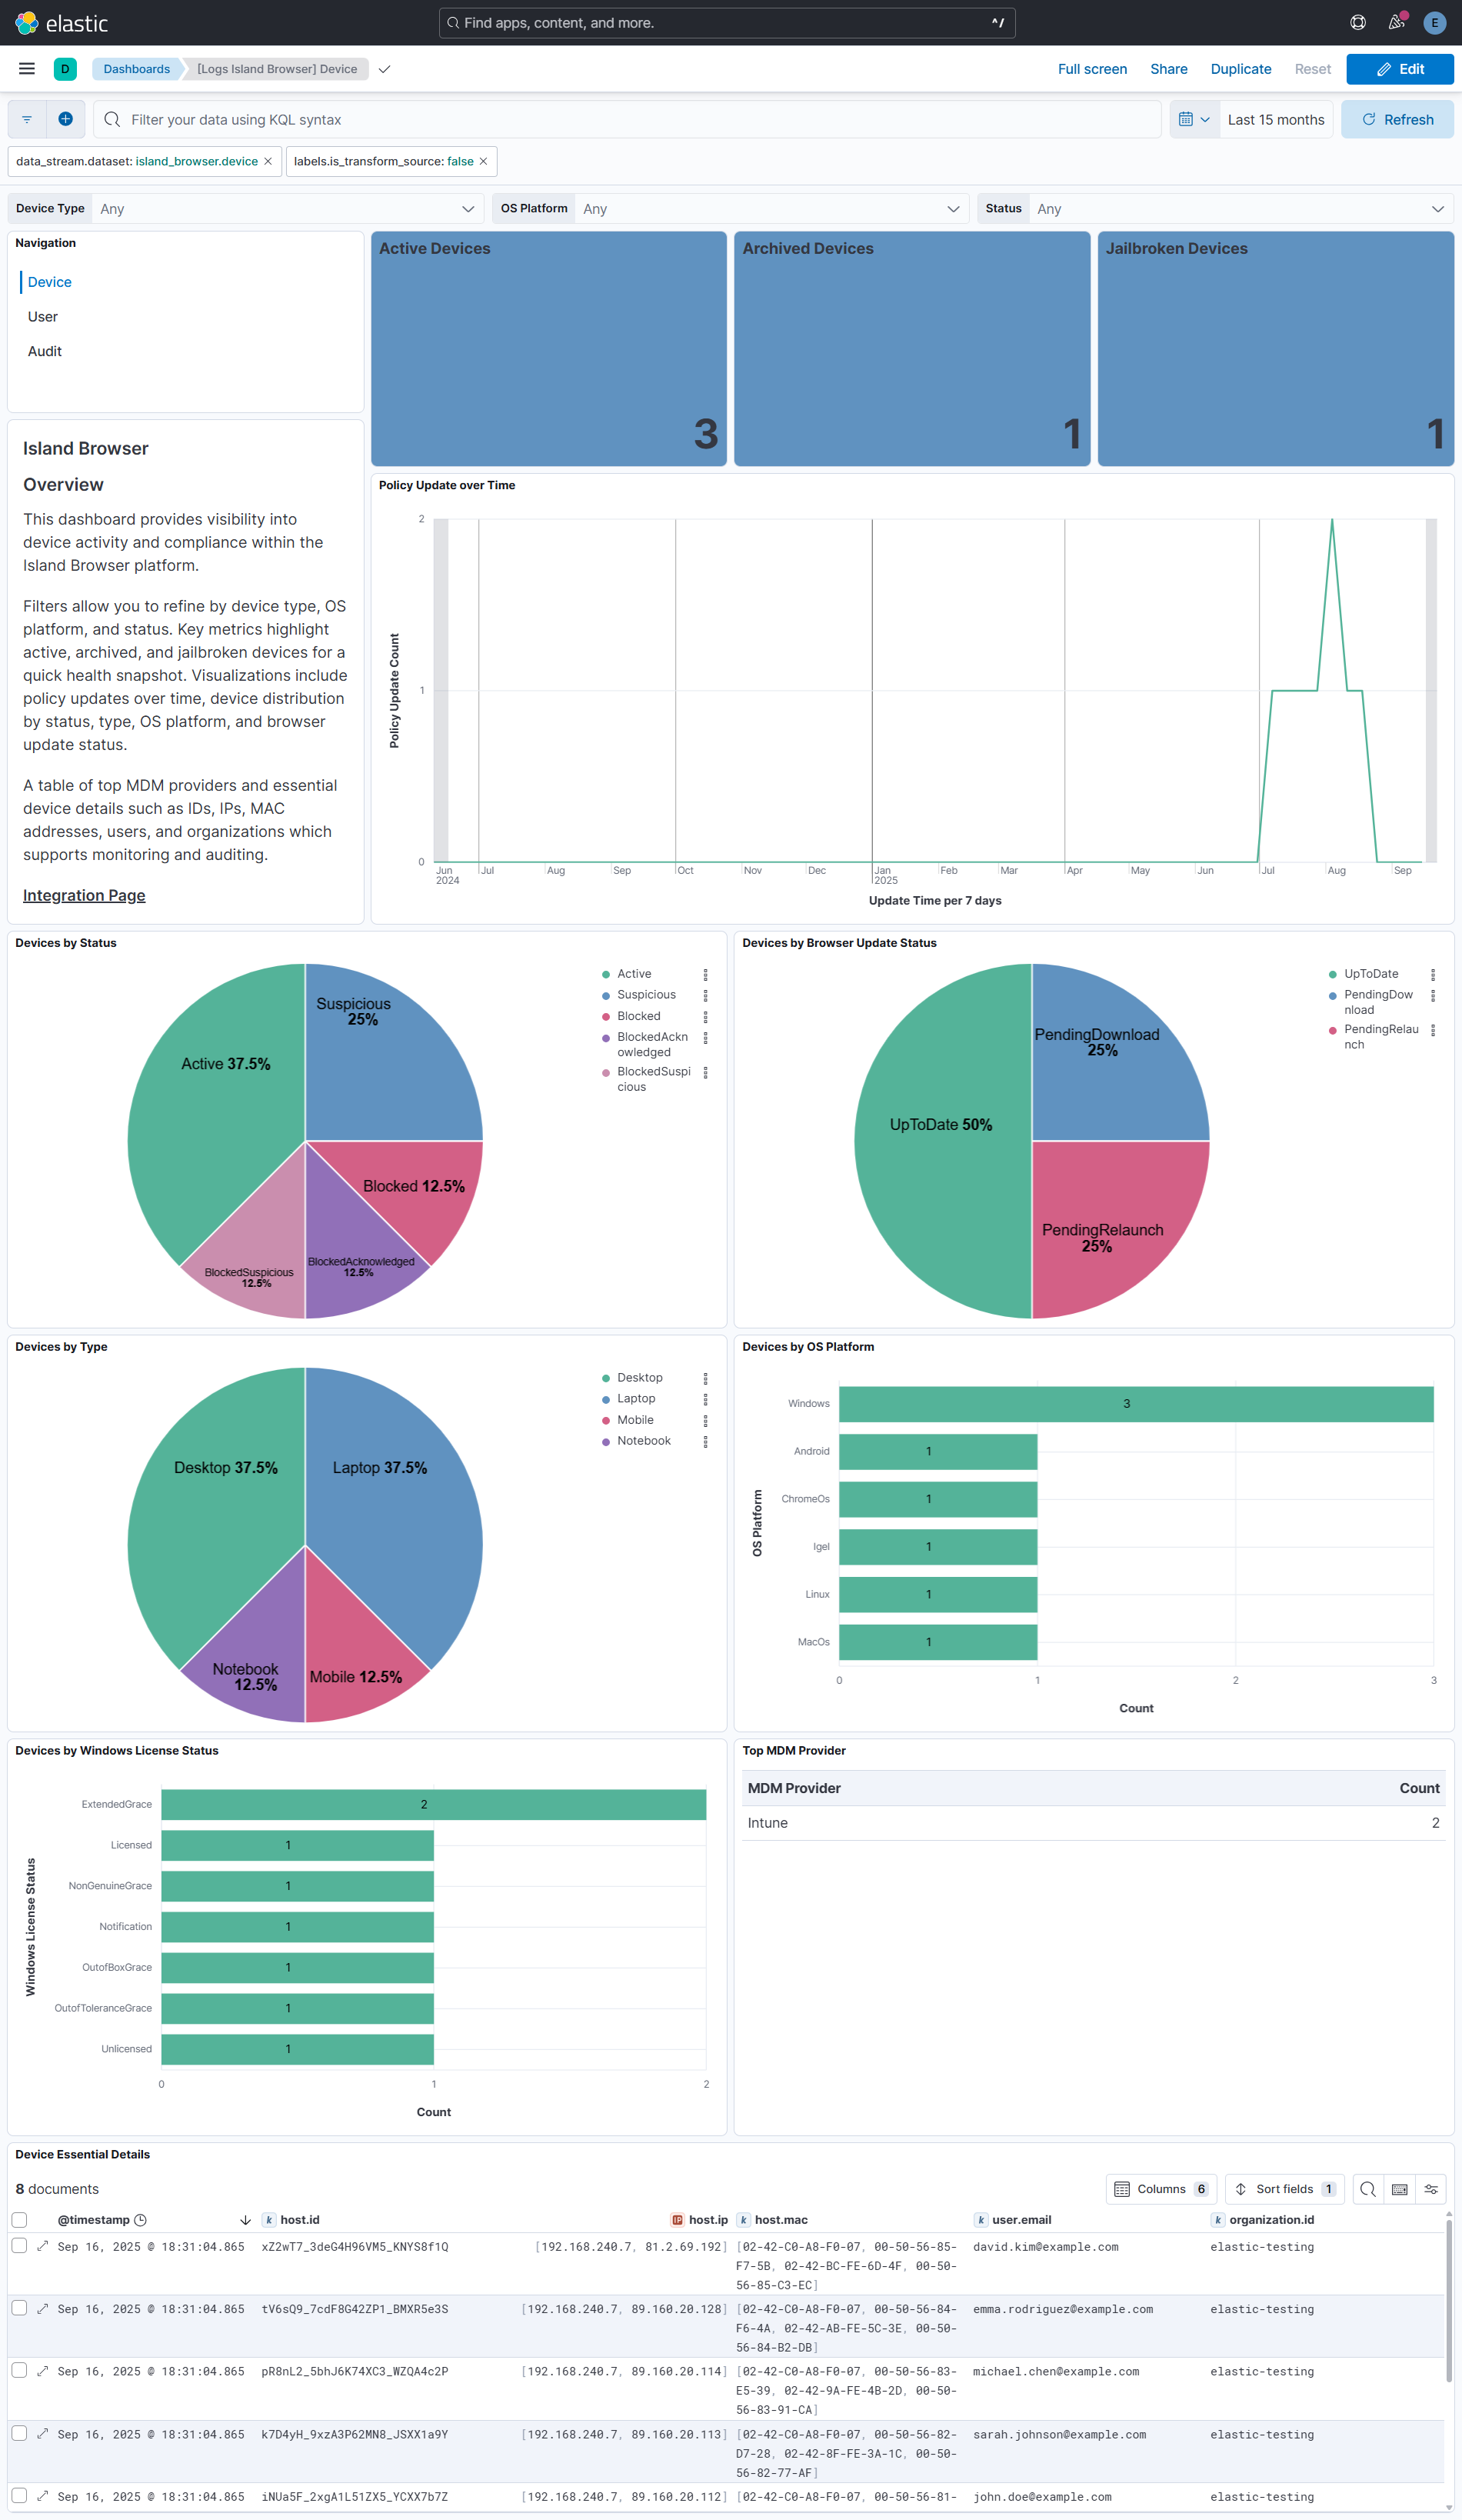 elastic
Find apps, content, and more.
^/
E
D
Dashboards
[Logs Island Browser] Device
Full screen
Share
Duplicate
Reset
Edit
Filter your data using KQL syntax
Last 15 months
Refresh
data_stream.dataset: island_browser.device ×
labels.is_transform_source: false ×
Device Type Any
OS Platform Any
Status Any
Navigation
Device
User
Audit
Active Devices
3
Archived Devices
1
Jailbroken Devices
1
Island Browser
Overview
This dashboard provides visibility into
device activity and compliance within the
Island Browser platform.
Filters allow you to refine by device type, OS
platform, and status. Key metrics highlight
active, archived, and jailbroken devices for a
quick health snapshot. Visualizations include
policy updates over time, device distribution
by status, type, OS platform, and browser
update status.
A table of top MDM providers and essential
device details such as IDs, IPs, MAC
addresses, users, and organizations which
supports monitoring and auditing.
Integration Page
Policy Update over Time
Policy Update Count
2
1
0
Jun Jul Aug Sep Oct Nov Dec Jan Feb Mar Apr May Jun Jul Aug Sep
2024 2025
Update Time per 7 days
Devices by Status
Suspicious
25%
Active 37.5%
Blocked 12.5%
BlockedAcknowledged
12.5%
BlockedSuspicious
12.5%
Active
Suspicious
Blocked
BlockedAckn
owledged
BlockedSuspi
cious
Devices by Browser Update Status
PendingDownload
25%
UpToDate 50%
PendingRelaunch
25%
UpToDate
PendingDow
nload
PendingRelau
nch
Devices by Type
Desktop 37.5%
Laptop 37.5%
Notebook
12.5%
Mobile 12.5%
Desktop
Laptop
Mobile
Notebook
Devices by OS Platform
OS Platform
Windows 3
Android 1
ChromeOs 1
Igel 1
Linux 1
MacOs 1
0 1 2 3
Count
Devices by Windows License Status
Windows License Status
ExtendedGrace 2
Licensed 1
NonGenuineGrace 1
Notification 1
OutofBoxGrace 1
OutofToleranceGrace 1
Unlicensed 1
0 1 2
Count
Top MDM Provider
MDM Provider Count
Intune 2
Device Essential Details
8 documents
Columns 6
Sort fields 1
@timestamp k host.id IP host.ip k host.mac k user.email k organization.id
Sep 16, 2025 @ 18:31:04.865 xZ2wT7_3deG4H96VM5_KNYS8f1Q [192.168.240.7, 81.2.69.192] [02-42-C0-A8-F0-07, 00-50-56-85- david.kim@example.com elastic-testing
F7-5B, 02-42-BC-FE-6D-4F, 00-50-
56-85-C3-EC]
Sep 16, 2025 @ 18:31:04.865 tV6sQ9_7cdF8G42ZP1_BMXR5e3S [192.168.240.7, 89.160.20.128] [02-42-C0-A8-F0-07, 00-50-56-84- emma.rodriguez@example.com elastic-testing
F6-4A, 02-42-AB-FE-5C-3E, 00-50-
56-84-B2-DB]
Sep 16, 2025 @ 18:31:04.865 pR8nL2_5bhJ6K74XC3_WZQA4c2P [192.168.240.7, 89.160.20.114] [02-42-C0-A8-F0-07, 00-50-56-83- michael.chen@example.com elastic-testing
E5-39, 02-42-9A-FE-4B-2D, 00-50-
56-83-91-CA]
Sep 16, 2025 @ 18:31:04.865 k7D4yH_9xzA3P62MN8_JSXX1a9Y [192.168.240.7, 89.160.20.113] [02-42-C0-A8-F0-07, 00-50-56-82- sarah.johnson@example.com elastic-testing
D7-28, 02-42-8F-FE-3A-1C, 00-50-
56-82-77-AF]
Sep 16, 2025 @ 18:31:04.865 iNUa5F_2xgA1L51ZX5_YCXX7b7Z [192.168.240.7, 89.160.20.112] [02-42-C0-A8-F0-07, 00-50-56-81- john.doe@example.com elastic-testing